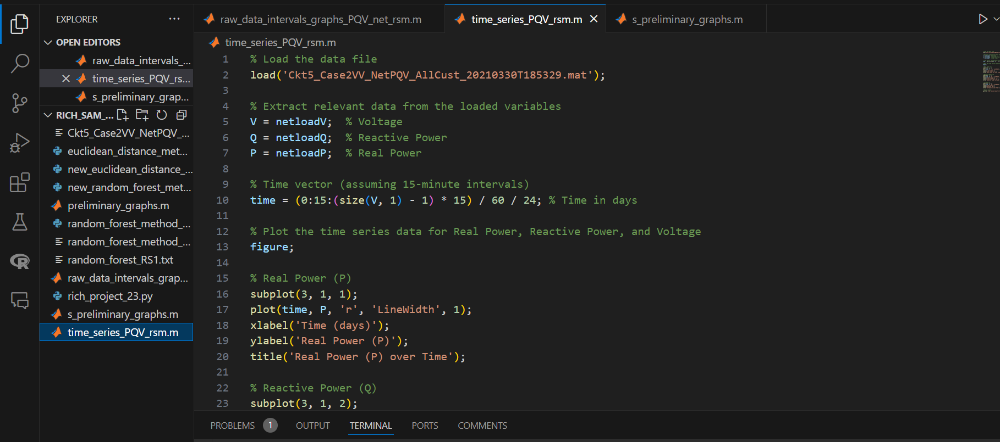 EXPLORER
OPEN EDITORS
raw_data_intervals_...
time_series_PQV_rs...
s_preliminary_grap...
RICH_SAM_...
Ckt5_Case2VV_NetPQV_...
euclidean_distance_met...
new_euclidean_distance_...
new_random_forest_met...
preliminary_graphs.m
random_forest_method_...
random_forest_method_...
random_forest_RS1.txt
raw_data_intervals_grap...
rich_project_23.py
s_preliminary_graphs.m
time_series_PQV_rsm.m
raw_data_intervals_graphs_PQV_net_rsm.m time_series_PQV_rsm.m s_preliminary_graphs.m
time_series_PQV_rsm.m
1 % Load the data file
2 load('Ckt5_Case2VV_NetPQV_AllCust_20210330T185329.mat');
3
4 % Extract relevant data from the loaded variables
5 V = netloadV; % Voltage
6 Q = netloadQ; % Reactive Power
7 P = netloadP; % Real Power
8
9 % Time vector (assuming 15-minute intervals)
10 time = (0:15:(size(V, 1) - 1) * 15) / 60 / 24; % Time in days
11
12 % Plot the time series data for Real Power, Reactive Power, and Voltage
13 figure;
14
15 % Real Power (P)
16 subplot(3, 1, 1);
17 plot(time, P, 'r', 'LineWidth', 1);
18 xlabel('Time (days)');
19 ylabel('Real Power (P)');
20 title('Real Power (P) over Time');
21
22 % Reactive Power (Q)
23 subplot(3, 1, 2);
PROBLEMS 1 OUTPUT TERMINAL PORTS COMMENTS